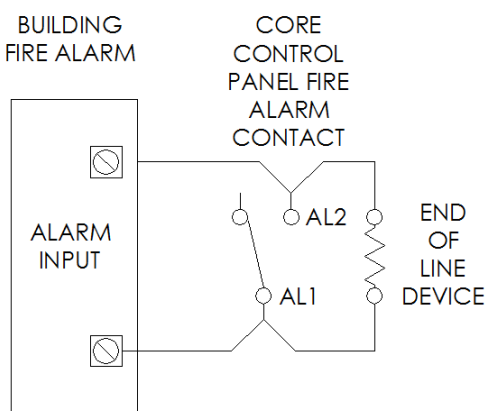 BUILDING
FIRE ALARM
CORE
CONTROL
PANEL FIRE
ALARM
CONTACT
ALARM
INPUT
AL2
AL1
END
OF
LINE
DEVICE